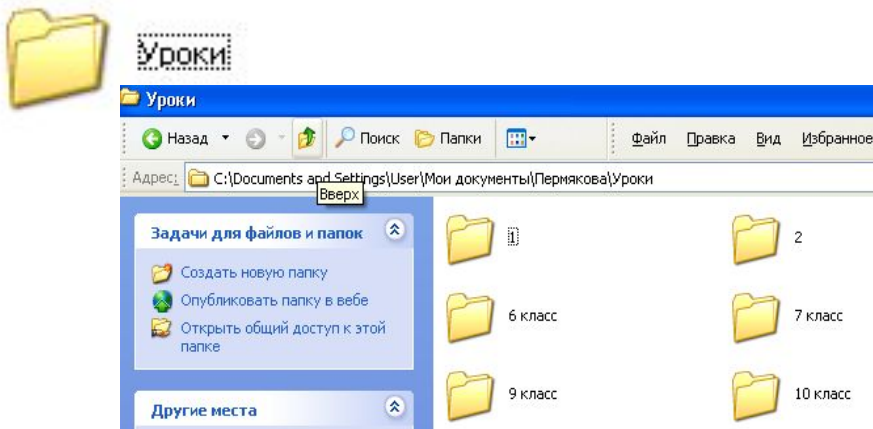 Уроки
Уроки
Назад Поиск Папки Файл Правка Вид Избранное
Адрес: C:\Documents and Settings\User\Мои документы\Пермякова\Уроки
Вверх
Задачи для файлов и папок
Создать новую папку
Опубликовать папку в вебе
Открыть общий доступ к этой
папке
Другие места
1 2
6 класс 7 класс
9 класс 10 класс